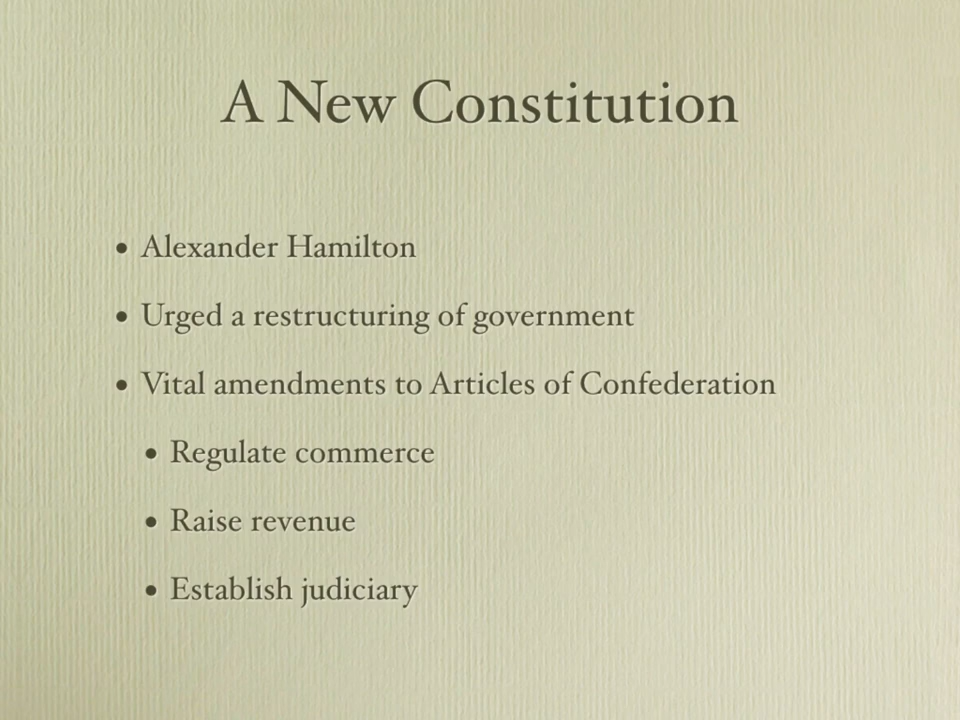 A New Constitution
• Alexander Hamilton
• Urged a restructuring of government
• Vital amendments to Articles of Confederation
• Regulate commerce
• Raise revenue
• Establish judiciary